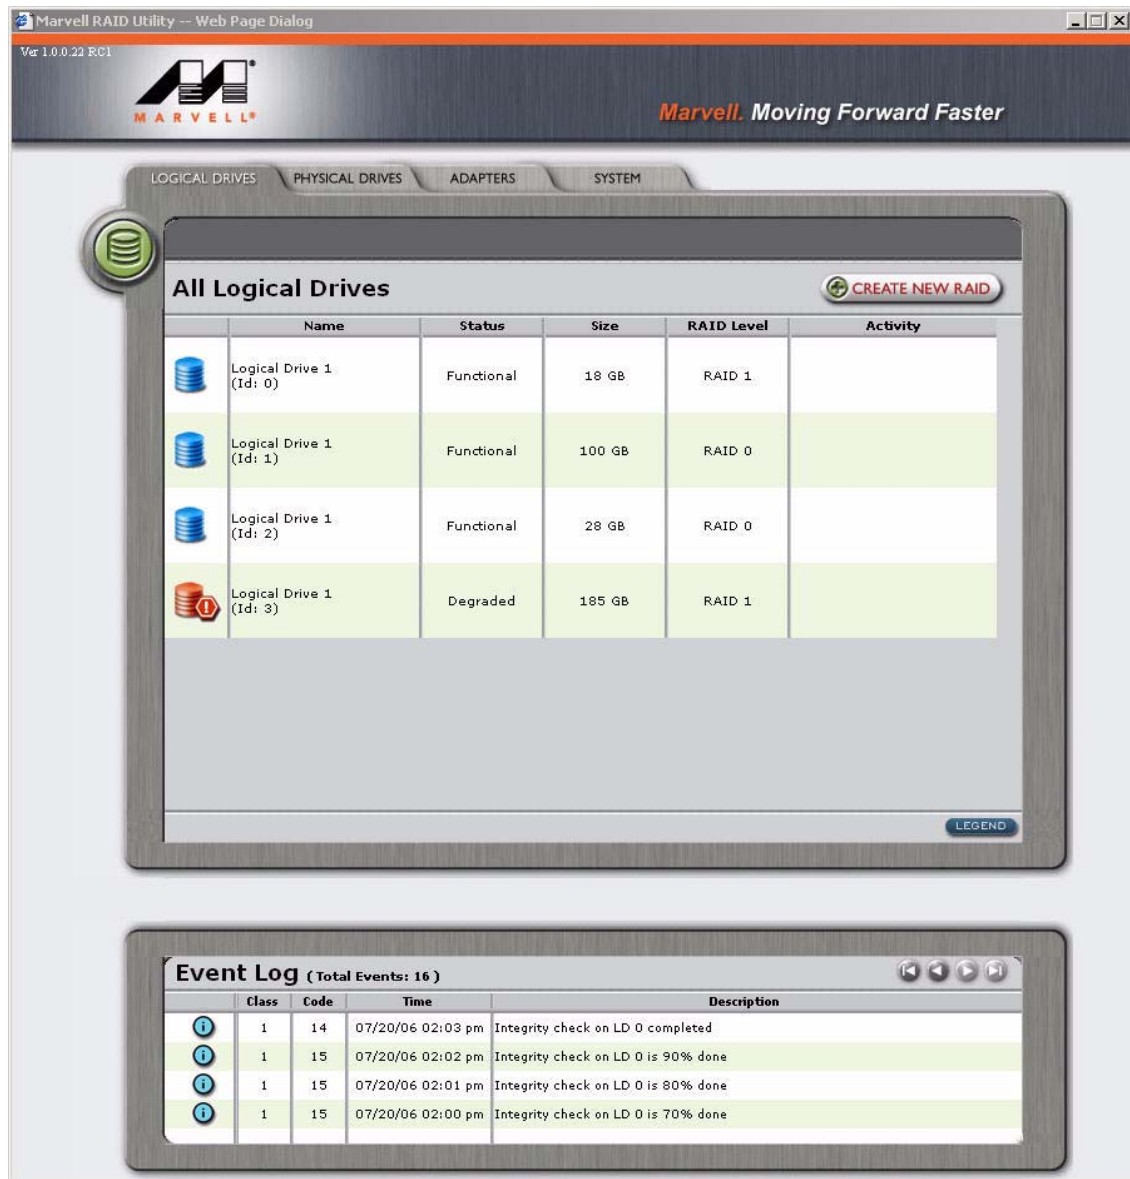 Marvell RAID Utility -- Web Page Dialog
Ver 1.0.0.22 RC1
MARVELL®
Marvell. Moving Forward Faster
LOGICAL DRIVES PHYSICAL DRIVES ADAPTERS SYSTEM
All Logical Drives
CREATE NEW RAID
Name Status Size RAID Level Activity
Logical Drive 1
(Id: 0) Functional 18 GB RAID 1
Logical Drive 1
(Id: 1) Functional 100 GB RAID 0
Logical Drive 1
(Id: 2) Functional 28 GB RAID 0
Logical Drive 1
(Id: 3) Degraded 185 GB RAID 1
LEGEND
Event Log ( Total Events: 16 )
Class Code Time Description
1 14 07/20/06 02:03 pm Integrity check on LD 0 completed
1 15 07/20/06 02:02 pm Integrity check on LD 0 is 90% done
1 15 07/20/06 02:01 pm Integrity check on LD 0 is 80% done
1 15 07/20/06 02:00 pm Integrity check on LD 0 is 70% done